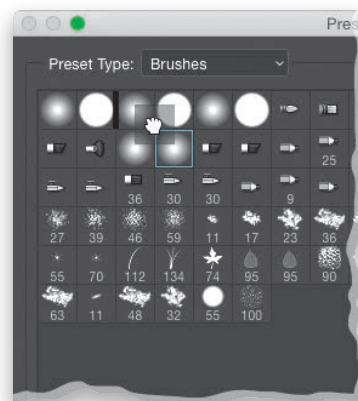 Pres
Preset Type: Brushes
25
36 30 30 9
27 39 46 59 11 17 23 36
55 70 112 134 74 95 95 90
63 11 48 32 55 100